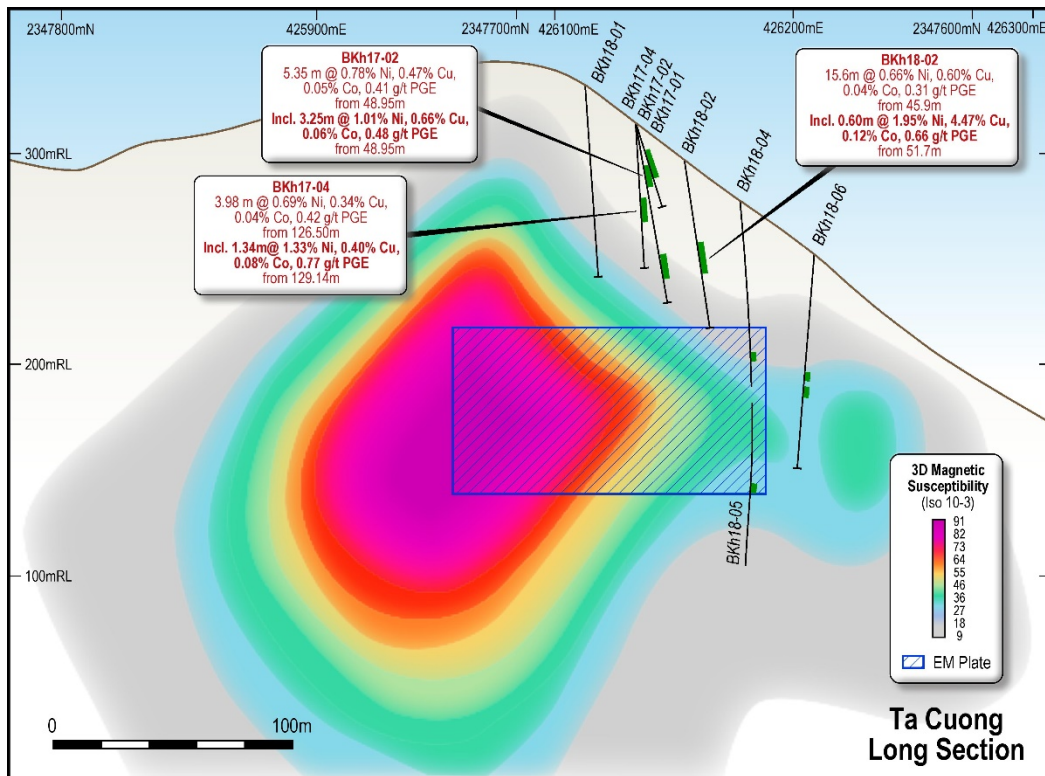 2347800mN
425900mE
2347700mN
426100mE
426200mE
2347600mN
426300mE
BKh17-02
5.35 m @ 0.78% Ni, 0.47% Cu,
0.05% Co, 0.41 g/t PGE
from 48.95m
Incl. 3.25m @ 1.01% Ni, 0.66% Cu,
0.06% Co, 0.48 g/t PGE
from 48.95m
BKh18-01
BKh17-04
BKh17-02
BKh17-01
BKh18-02
BKh18-04
BKh18-06
BKh18-02
15.6m @ 0.66% Ni, 0.60% Cu,
0.04% Co, 0.31 g/t PGE
from 45.9m
Incl. 0.60m @ 1.95% Ni, 4.47% Cu,
0.12% Co, 0.66 g/t PGE
from 51.7m
300mRL
BKh17-04
3.98 m @ 0.69% Ni, 0.34% Cu,
0.04% Co, 0.42 g/t PGE
from 126.50m
Incl. 1.34m @ 1.33% Ni, 0.40% Cu,
0.08% Co, 0.77 g/t PGE
from 129.14m
200mRL
100mRL
BKh18-05
3D Magnetic
Susceptibility
(Iso 10-3)
91
82
73
64
55
46
36
27
18
9
EM Plate
0
100m
Ta Cuong
Long Section